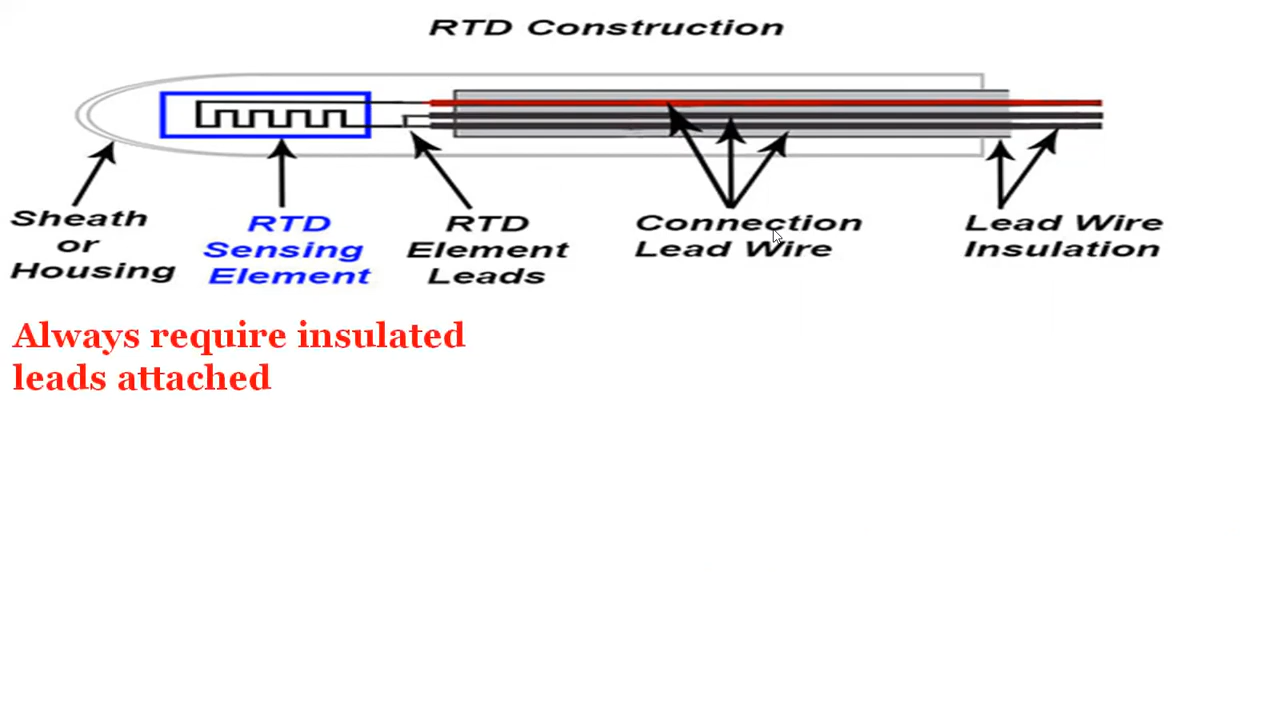 RTD Construction
Sheath
or
Housing
RTD
Sensing
Element
RTD
Element
Leads
Connection
Lead Wire
Lead Wire
Insulation
Always require insulated
leads attached